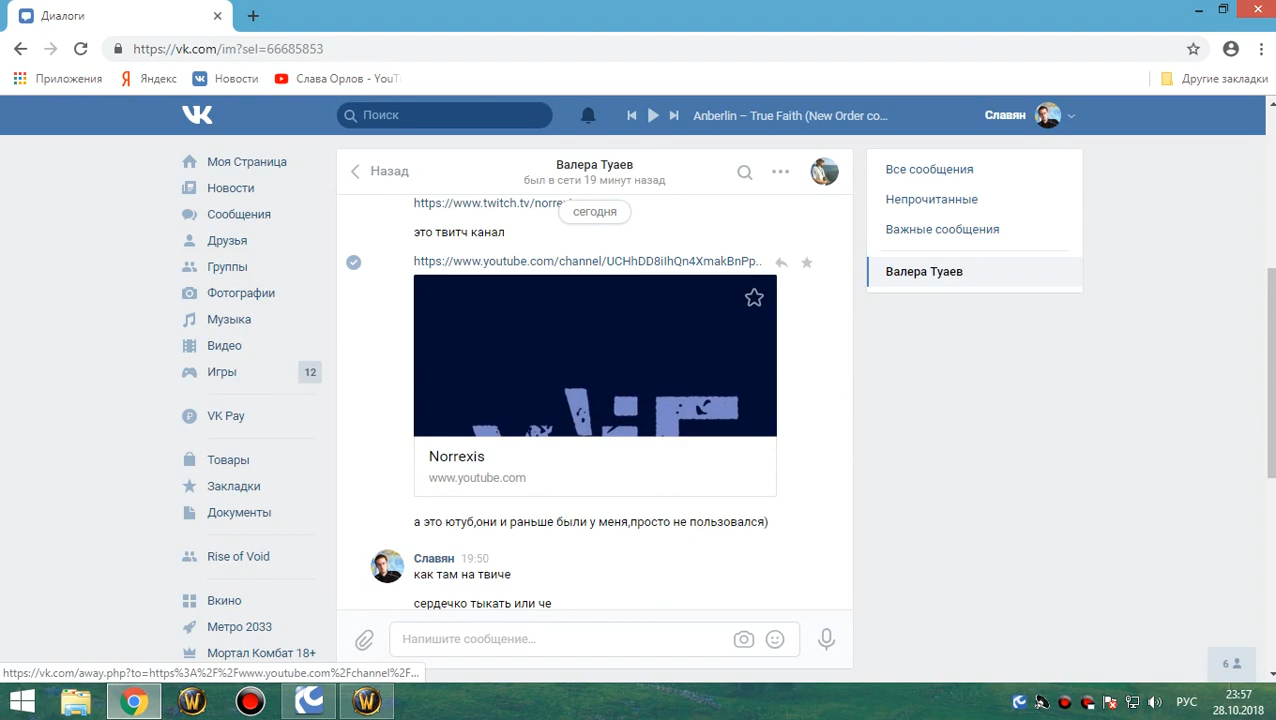 Диалоги
https://vk.com/im?sel=66685853
Приложения
Яндекс
Новости
Слава Орлов - YouT
Другие закладки
Поиск
Anberlin – True Faith (New Order co...
Славян
Моя Страница
Новости
Сообщения
Друзья
Группы
Фотографии
Музыка
Видео
Игры
12
VK Pay
Товары
Закладки
Документы
Rise of Void
Вкино
Метро 2033
Мортал Комбат 18+
Назад
Валера Туаев
был в сети 19 минут назад
https://www.twitch.tv/norre
сегодня
это твитч канал
https://www.youtube.com/channel/UCHhDD8iIhQn4XmakBnPp..
Norrexis
www.youtube.com
а это ютуб,они и раньше были у меня,просто не пользовался)
Славян 19:50
как там на твиче
сердечко тыкать или че
Напишите сообщение...
Все сообщения
Непрочитанные
Важные сообщения
Валера Туаев
6
https://vk.com/away.php?to=https%3A%2F%2Fwww.youtube.com%2Fchannel%2F...
РУС
23:57
28.10.2018